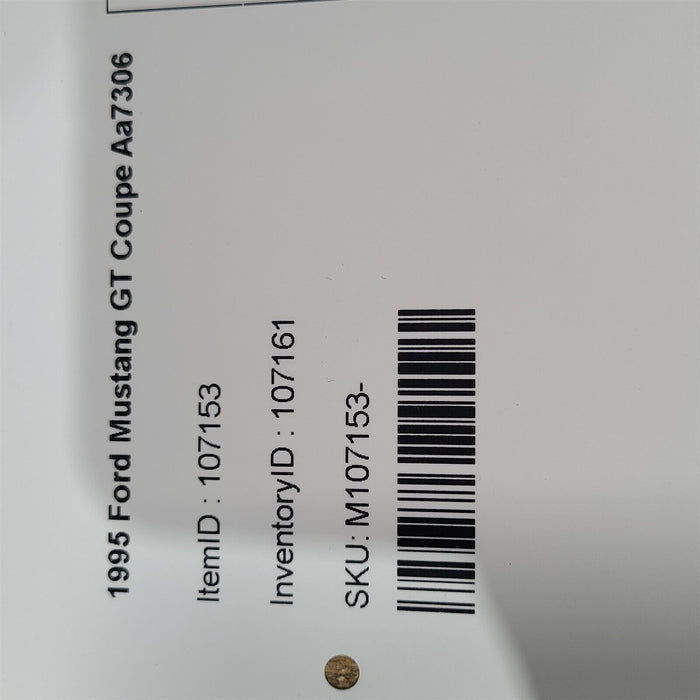 1995 Ford Mustang GT Coupe Aa7306
ItemID : 107153
InventoryID : 107161
SKU: M107153-